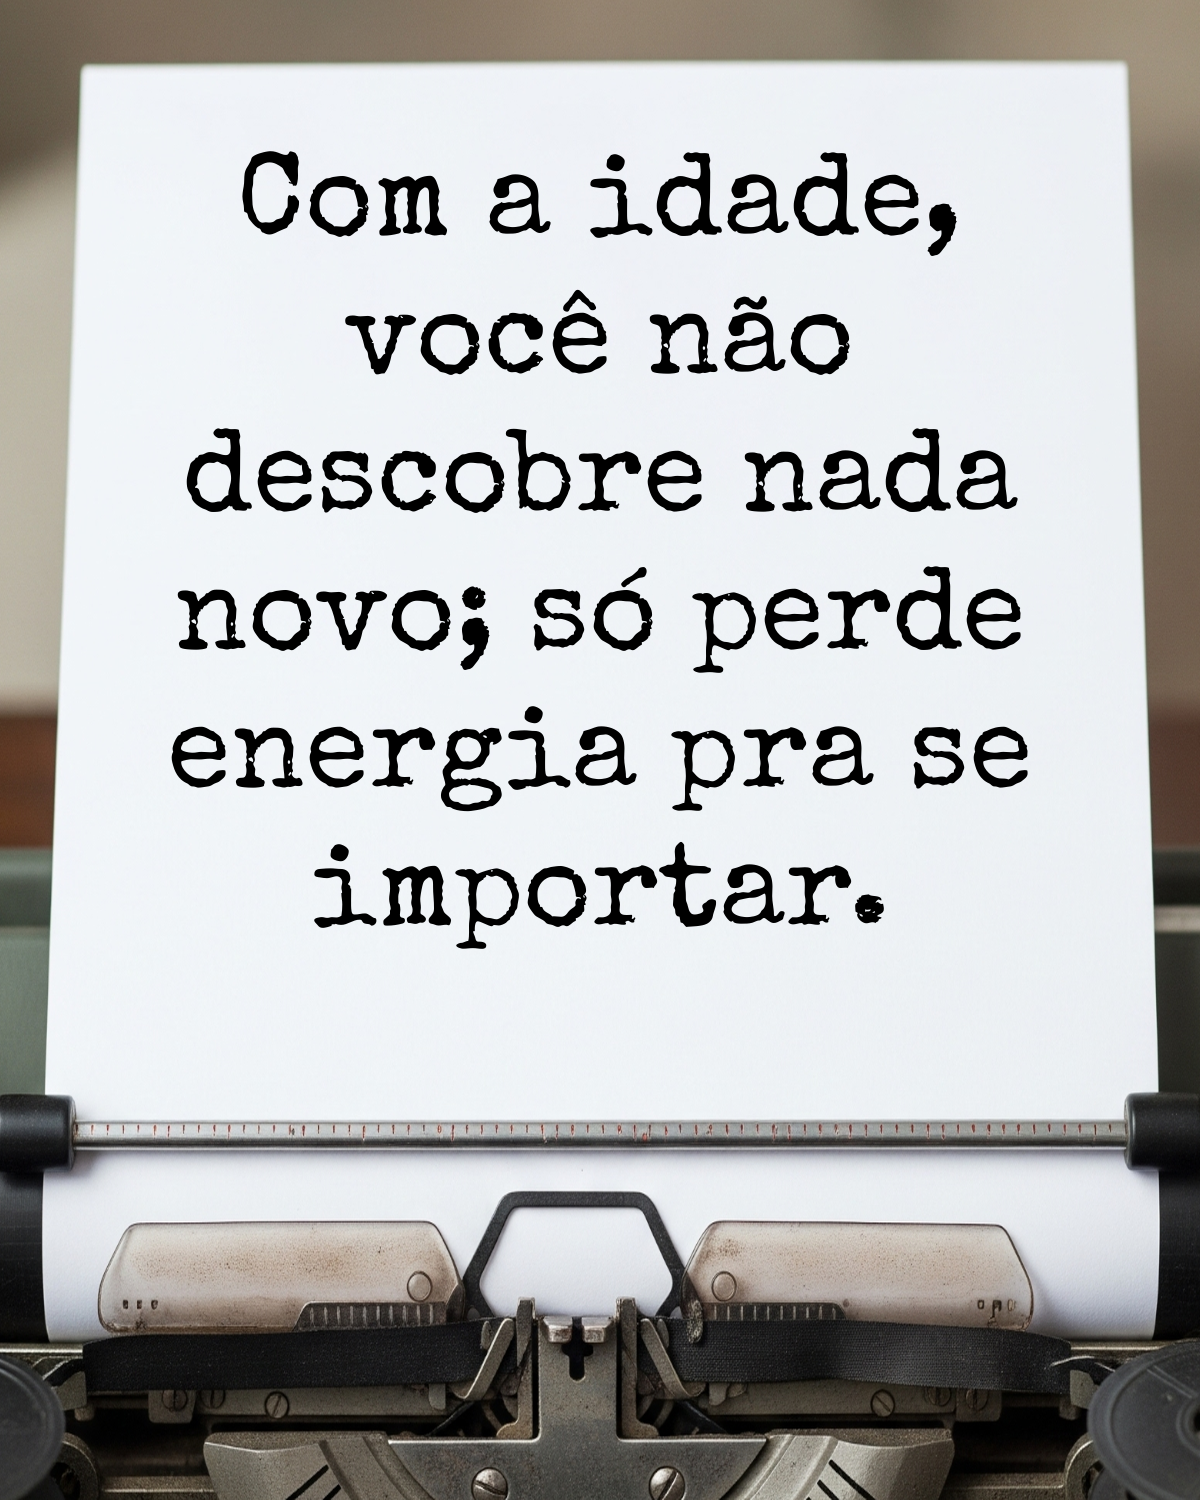 Com a idade,
você não
descobre nada
novo; só perde
energia pra se
importar.